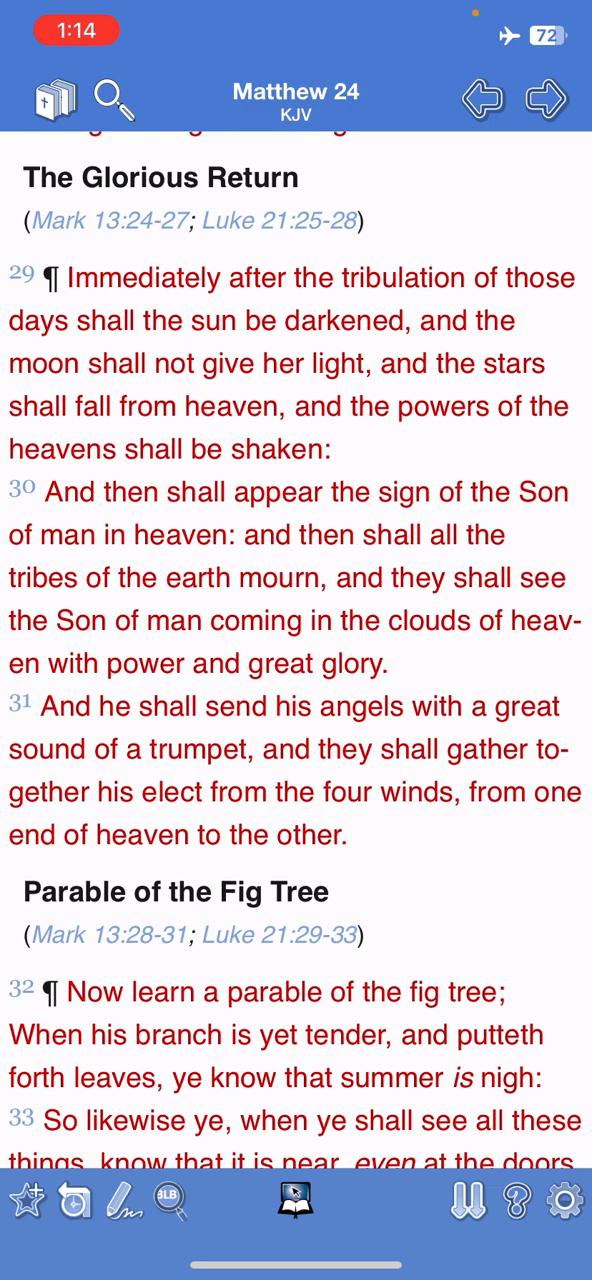 1:14
72
Matthew 24
KJV
The Glorious Return
(Mark 13:24-27; Luke 21:25-28)
29 ¶ Immediately after the tribulation of those
days shall the sun be darkened, and the
moon shall not give her light, and the stars
shall fall from heaven, and the powers of the
heavens shall be shaken:
30 And then shall appear the sign of the Son
of man in heaven: and then shall all the
tribes of the earth mourn, and they shall see
the Son of man coming in the clouds of heav-
en with power and great glory.
31 And he shall send his angels with a great
sound of a trumpet, and they shall gather to-
gether his elect from the four winds, from one
end of heaven to the other.
Parable of the Fig Tree
(Mark 13:28-31; Luke 21:29-33)
32 ¶ Now learn a parable of the fig tree;
When his branch is yet tender, and putteth
forth leaves, ye know that summer is nigh:
33 So likewise ye, when ye shall see all these
things, know that it is near, even at the doors
BLB